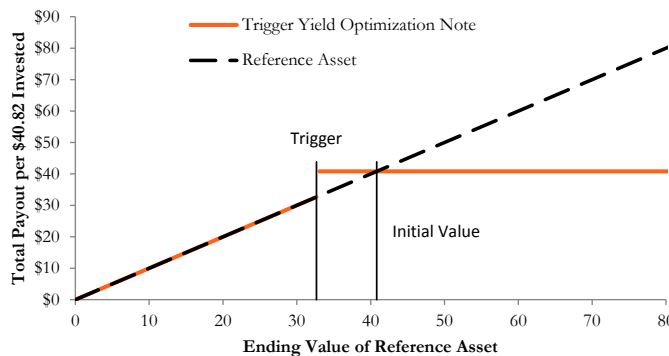 $90
$80
$70
$60
$50
$40
$30
$20
$10
$0
Total Payout per $40.82 Invested
Trigger Yield Optimization Note
Reference Asset
Trigger
Initial Value
0 10 20 30 40 50 60 70 80
Ending Value of Reference Asset